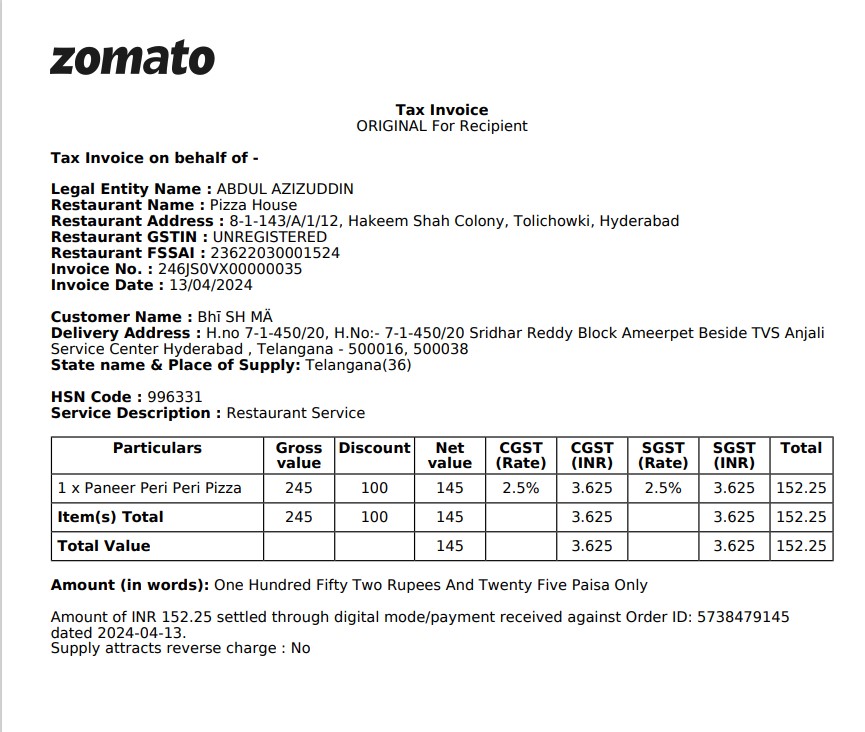 zomato
Tax Invoice
ORIGINAL For Recipient
Tax Invoice on behalf of -
Legal Entity Name : ABDUL AZIZUDDIN
Restaurant Name : Pizza House
Restaurant Address : 8-1-143/A/1/12, Hakeem Shah Colony, Tolichowki, Hyderabad
Restaurant GSTIN : UNREGISTERED
Restaurant FSSAI : 23622030001524
Invoice No. : 246JS0VX00000035
Invoice Date : 13/04/2024
Customer Name : Bhī SH MÄ
Delivery Address : H.no 7-1-450/20, H.No:- 7-1-450/20 Sridhar Reddy Block Ameerpet Beside TVS Anjali
Service Center Hyderabad , Telangana - 500016, 500038
State name & Place of Supply: Telangana(36)
HSN Code : 996331
Service Description : Restaurant Service
Particulars Gross value Discount Net value CGST (Rate) CGST (INR) SGST (Rate) SGST (INR) Total
1 x Paneer Peri Peri Pizza 245 100 145 2.5% 3.625 2.5% 3.625 152.25
Item(s) Total 245 100 145 3.625 3.625 152.25
Total Value 145 3.625 3.625 152.25
Amount (in words): One Hundred Fifty Two Rupees And Twenty Five Paisa Only
Amount of INR 152.25 settled through digital mode/payment received against Order ID: 5738479145
dated 2024-04-13.
Supply attracts reverse charge : No